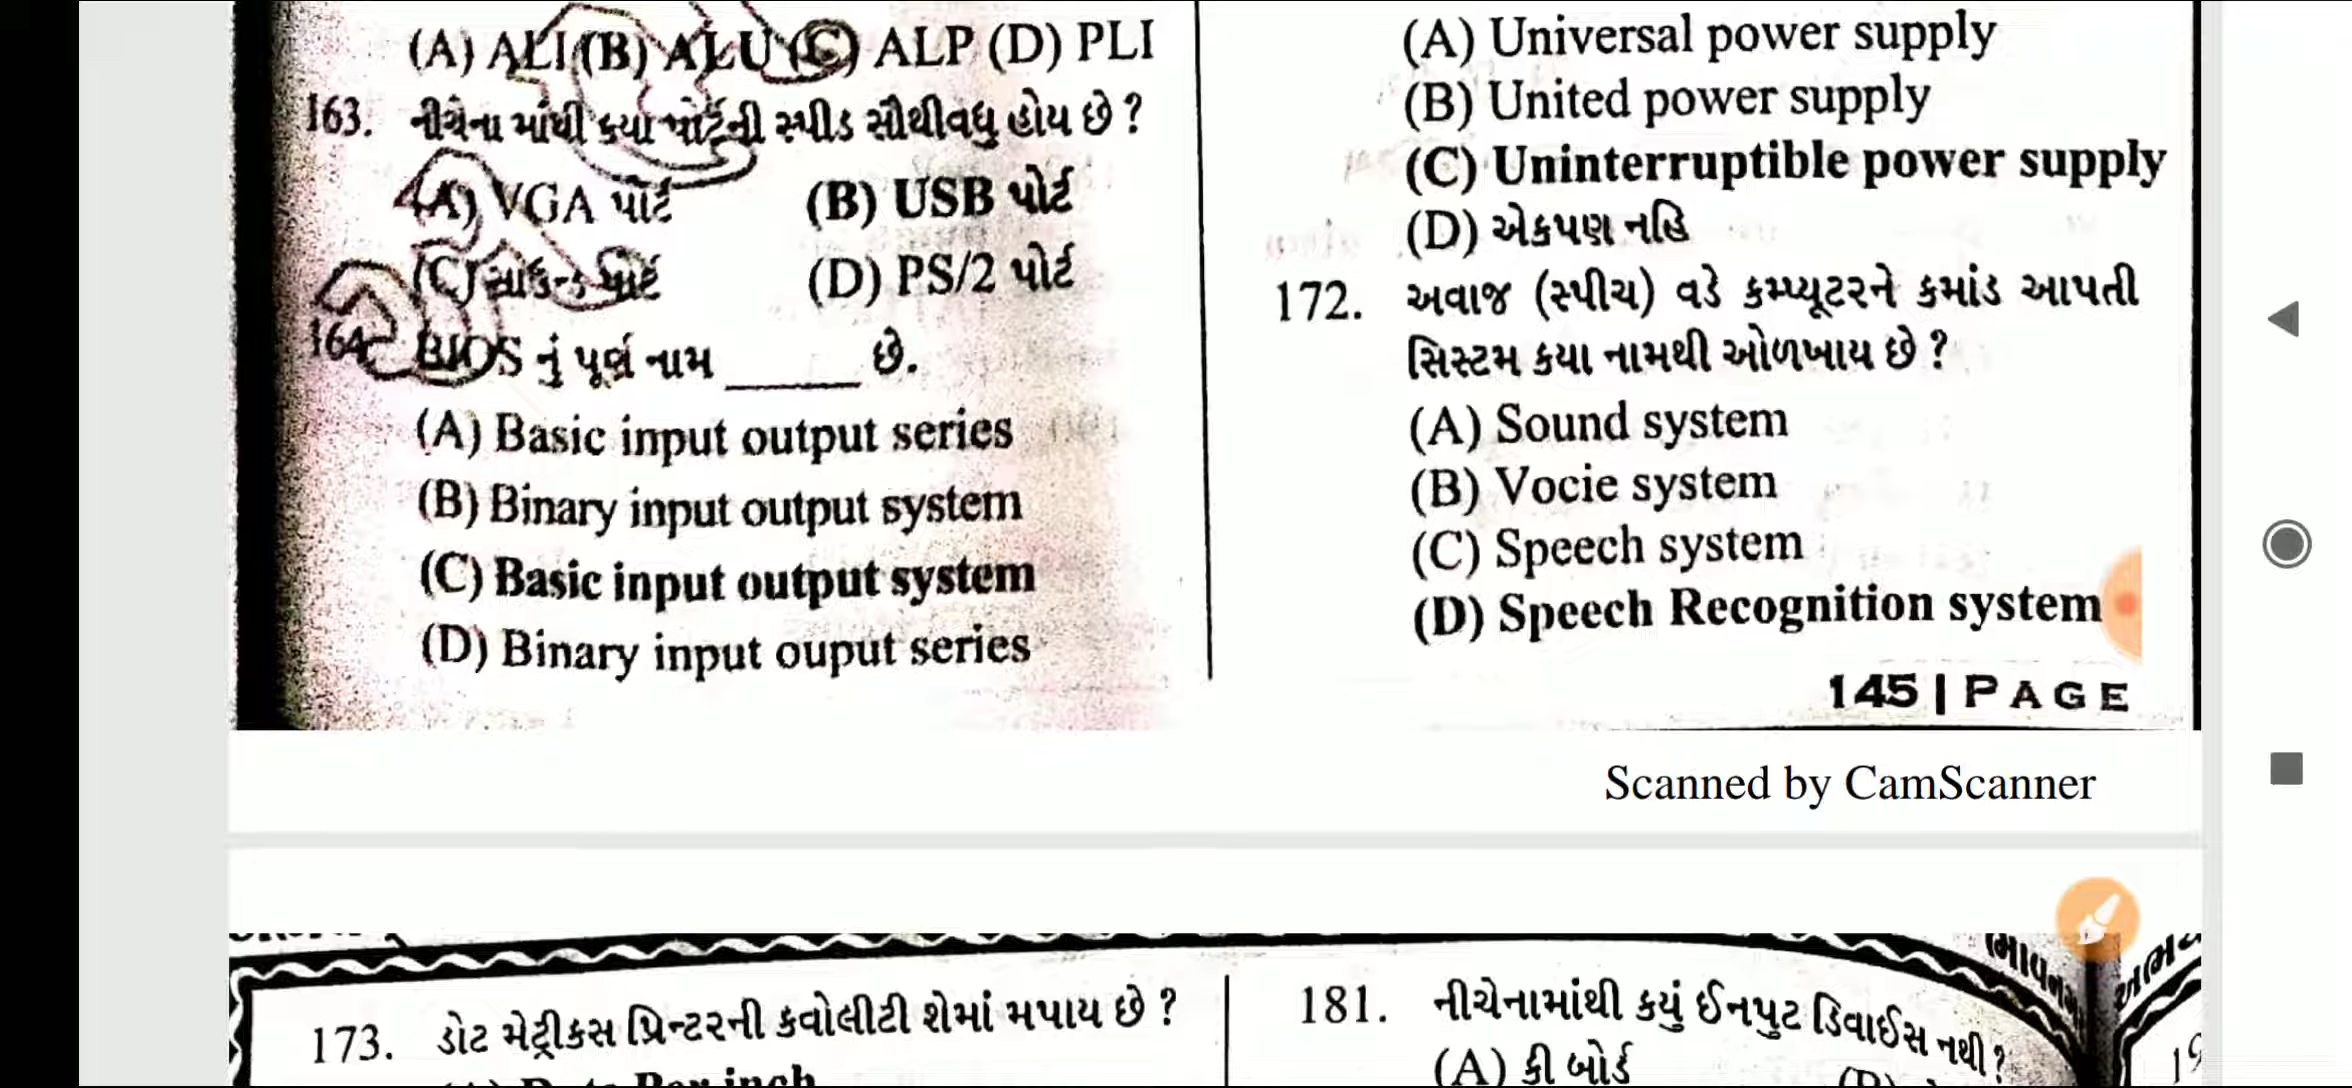 (A) ALI (B) ALU (C) ALP (D) PLI
163. નીચેના માંથી કયા પોર્ટની સ્પીડ સૌથીવધુ હોય છે ?
(A) VGA પોર્ટ (B) USB પોર્ટ
(C) સાઉન્ડ પોર્ટ (D) PS/2 પોર્ટ
164. BIOS નું પૂર્ણ નામ ______ છે.
(A) Basic input output series
(B) Binary input output system
(C) Basic input output system
(D) Binary input ouput series
(A) Universal power supply
(B) United power supply
(C) Uninterruptible power supply
(D) એકપણ નહિ
172. અવાજ (સ્પીચ) વડે કમ્પ્યૂટરને કમાંડ આપતી
સિસ્ટમ કયા નામથી ઓળખાય છે ?
(A) Sound system
(B) Vocie system
(C) Speech system
(D) Speech Recognition system
145 | PAGE
Scanned by CamScanner
173. ડોટ મેટ્રીકસ પ્રિન્ટરની કવોલીટી શેમાં મપાય છે ?
Per inch
181. નીચેનામાંથી કયું ઈનપુટ ડિવાઈસ નથી ?
(A) કી બોર્ડ